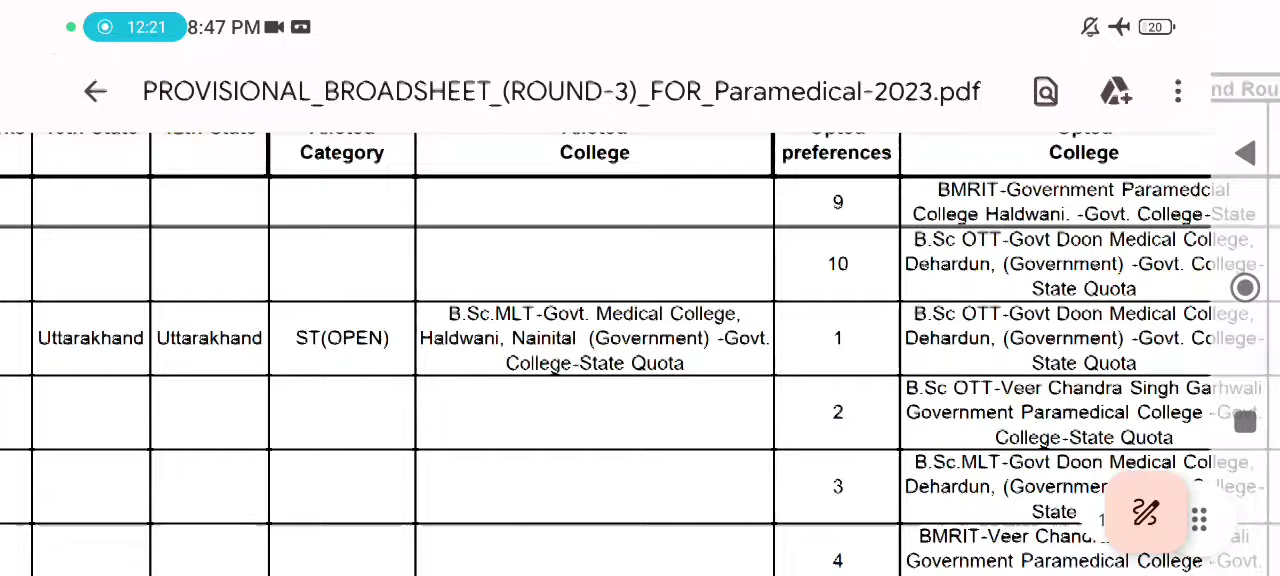 12:21 8:47 PM 20
PROVISIONAL_BROADSHEET_(ROUND-3)_FOR_Paramedical-2023.pdf
nd Rou
Category College preferences College
9
BMRIT-Government Paramedcial
College Haldwani. -Govt. College-State
10
B.Sc OTT-Govt Doon Medical College,
Dehardun, (Government) -Govt. College-
State Quota
Uttarakhand Uttarakhand ST(OPEN)
B.Sc.MLT-Govt. Medical College,
Haldwani, Nainital (Government) -Govt.
College-State Quota
1
B.Sc OTT-Govt Doon Medical College,
Dehardun, (Government) -Govt. College-
State Quota
2
B.Sc OTT-Veer Chandra Singh Garhwali
Government Paramedical College -Govt.
College-State Quota
3
B.Sc.MLT-Govt Doon Medical College,
Dehardun,
State
4
BMRIT-Veer
Government Paramedical College -Govt.